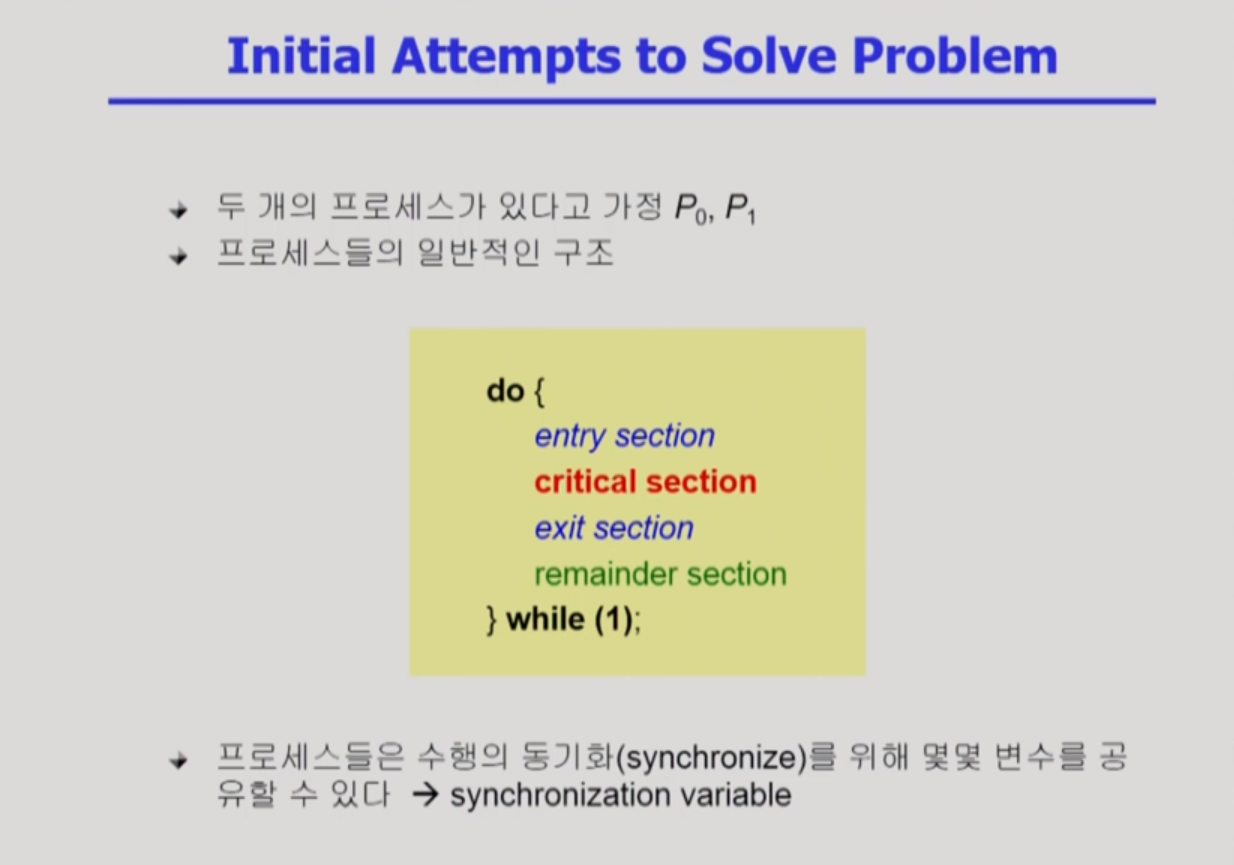 Initial Attempts to Solve Problem
두 개의 프로세스가 있다고 가정 P0, P1
프로세스들의 일반적인 구조
do {
entry section
critical section
exit section
remainder section
} while (1);
프로세스들은 수행의 동기화(synchronize)를 위해 몇몇 변수를 공
유할 수 있다 → synchronization variable